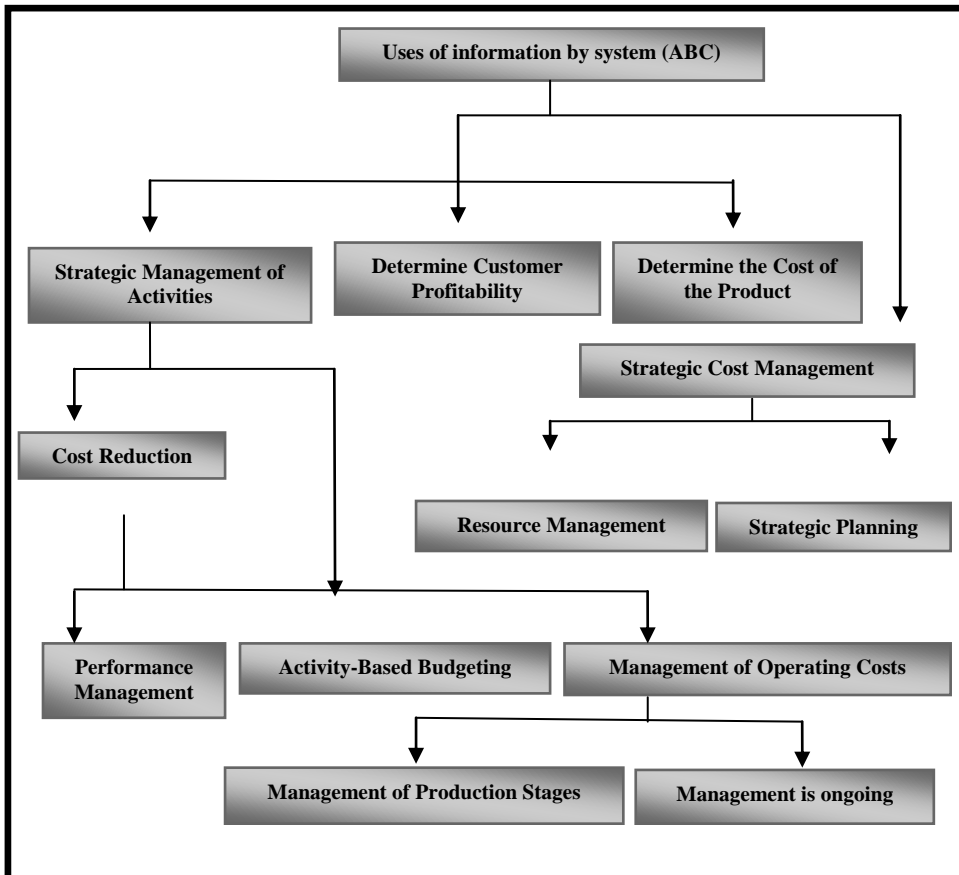 Uses of information by system (ABC)
Strategic Management of
Activities
Determine Customer
Profitability
Determine the Cost of
the Product
Strategic Cost Management
Cost Reduction
Resource Management
Strategic Planning
Performance
Management
Activity-Based Budgeting
Management of Operating Costs
Management of Production Stages
Management is ongoing